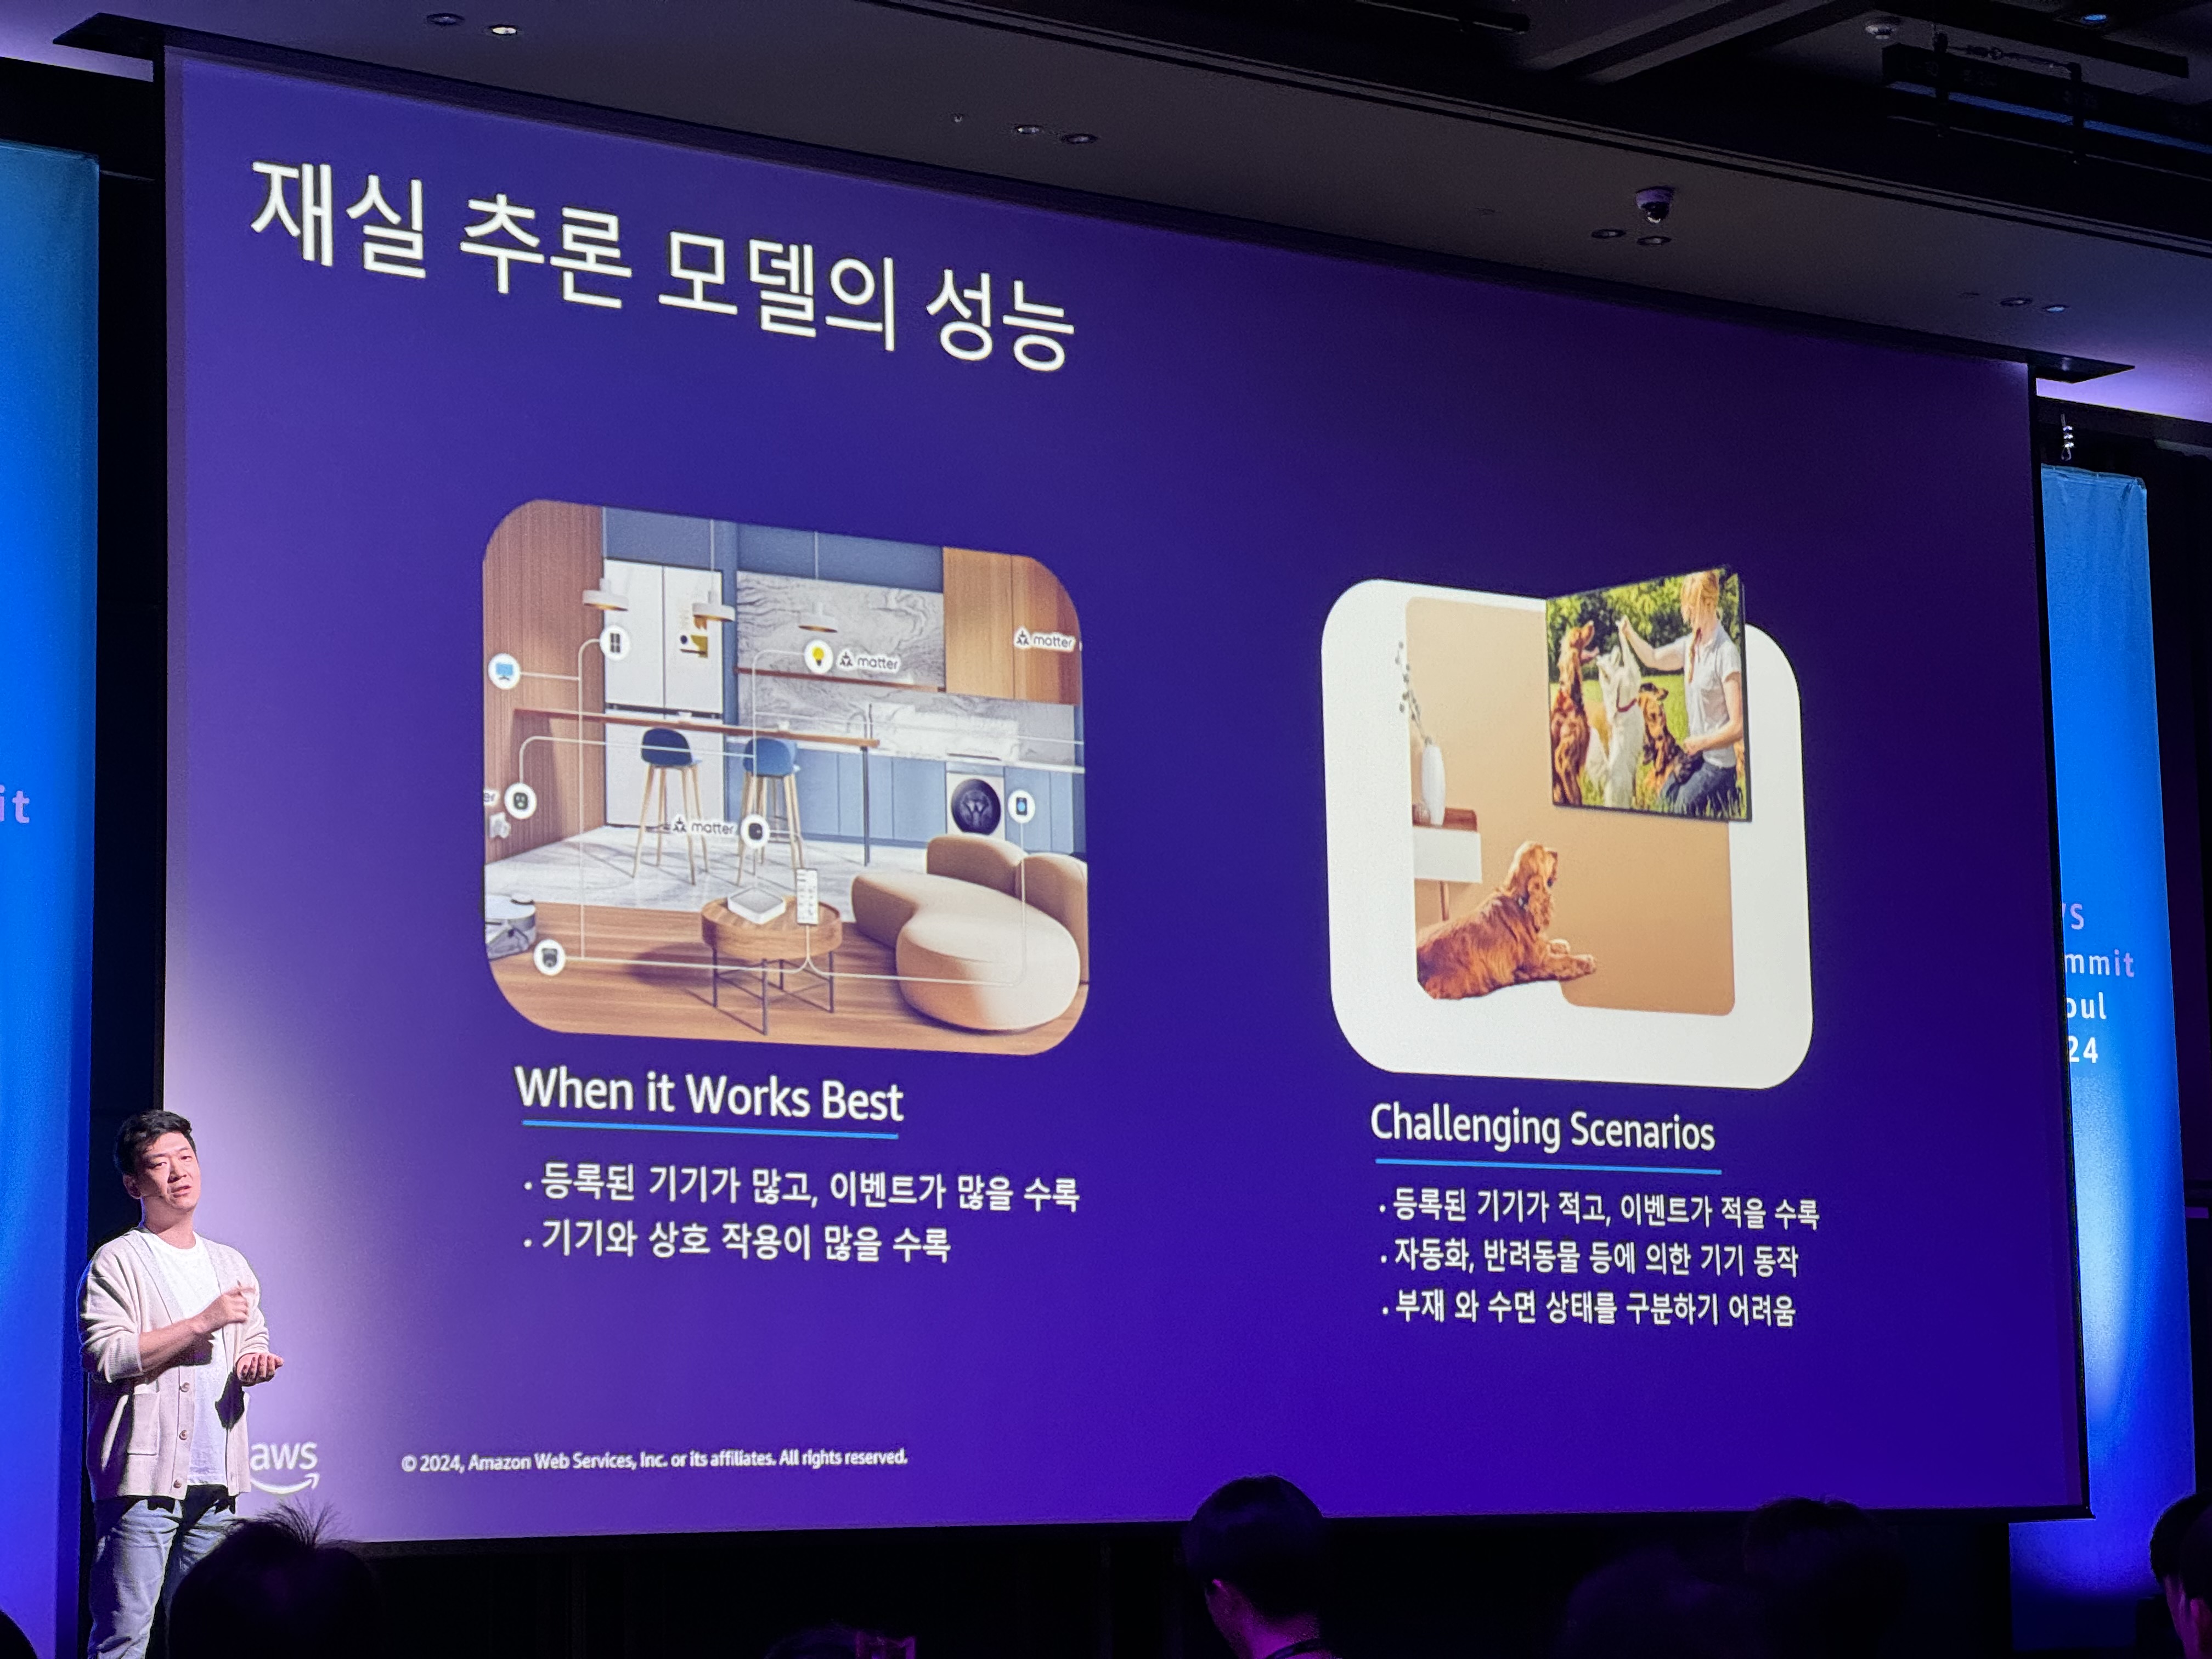 재실 추론 모델의 성능
matter
matter
matter
When it Works Best
· 등록된 기기가 많고, 이벤트가 많을 수록
· 기기와 상호 작용이 많을 수록
Challenging Scenarios
· 등록된 기기가 적고, 이벤트가 적을 수록
· 자동화, 반려동물 등에 의한 기기 동작
· 부재 와 수면 상태를 구분하기 어려움
aws
© 2024, Amazon Web Services, Inc. or its affiliates. All rights reserved.
it
mmit
oul
24